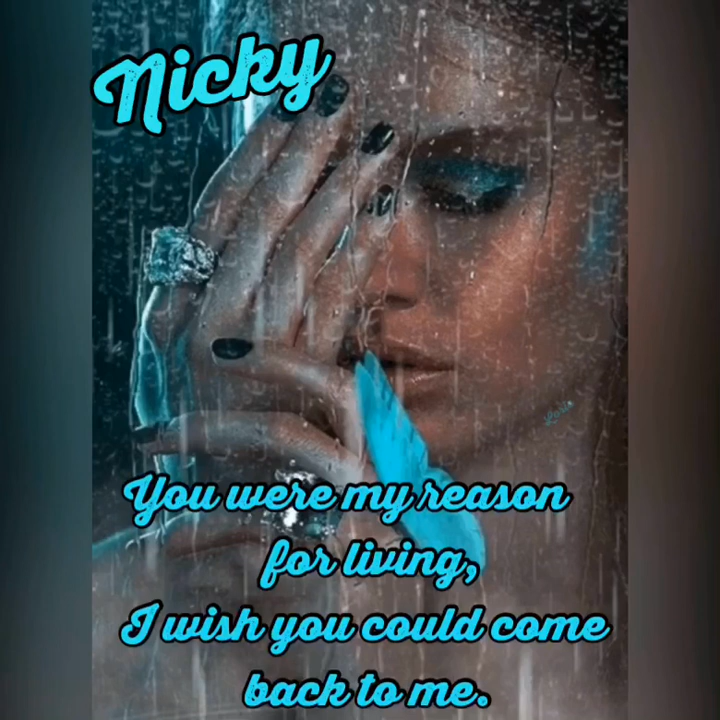 Nicky
You were my reason
for living,
I wish you could come
back to me.